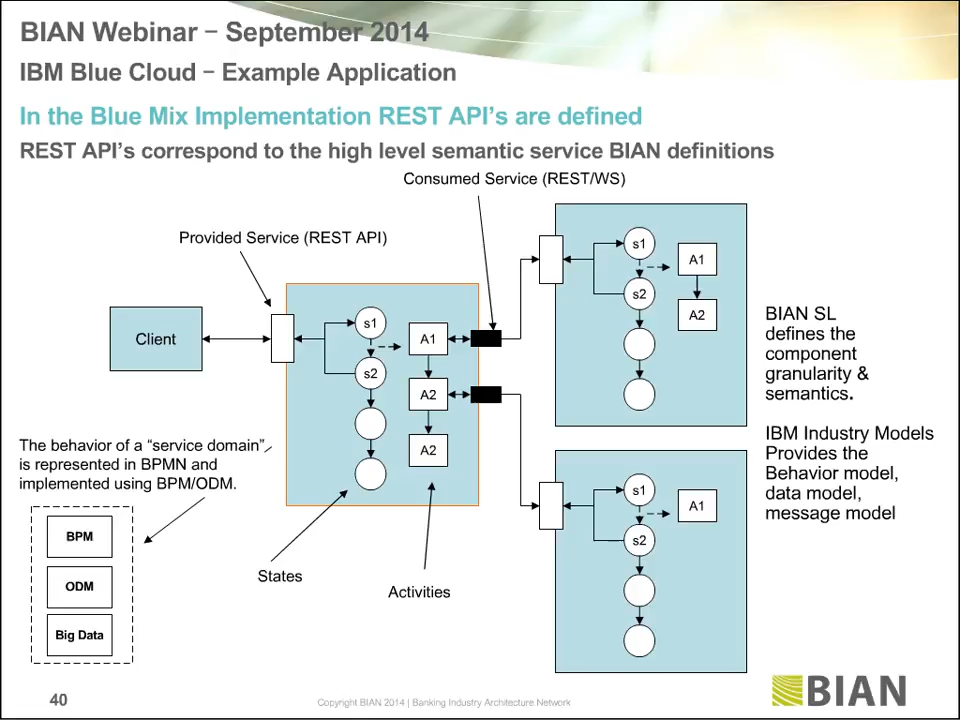 BIAN Webinar – September 2014
IBM Blue Cloud – Example Application
In the Blue Mix Implementation REST API's are defined
REST API's correspond to the high level semantic service BIAN definitions
Consumed Service (REST/WS)
Provided Service (REST API)
Client
s1
s2
A1
A2
A2
s1
s2
A1
A2
s1
s2
A1
BIAN SL
defines the
component
granularity &
semantics.
IBM Industry Models
Provides the
Behavior model,
data model,
message model
The behavior of a “service domain”
is represented in BPMN and
implemented using BPM/ODM.
BPM
ODM
Big Data
States
Activities
40
Copyright BIAN 2014 | Banking Industry Architecture Network
BIAN